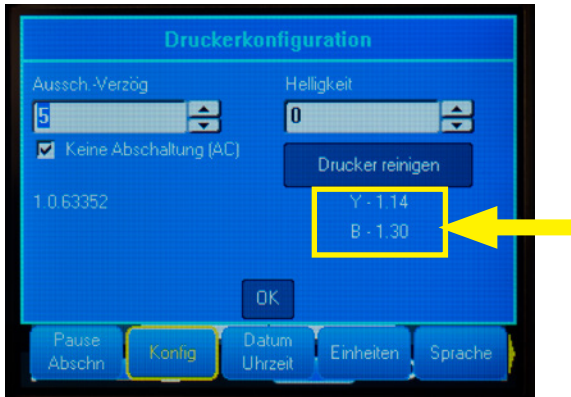 Druckerkonfiguration
Aussch.-Verzög
Helligkeit
5
0
Keine Abschaltung (AC)
Drucker reinigen
1.0.63352
Y - 1.14
B - 1.30
OK
Pause
Abschn
Konfig
Datum
Uhrzeit
Einheiten
Sprache